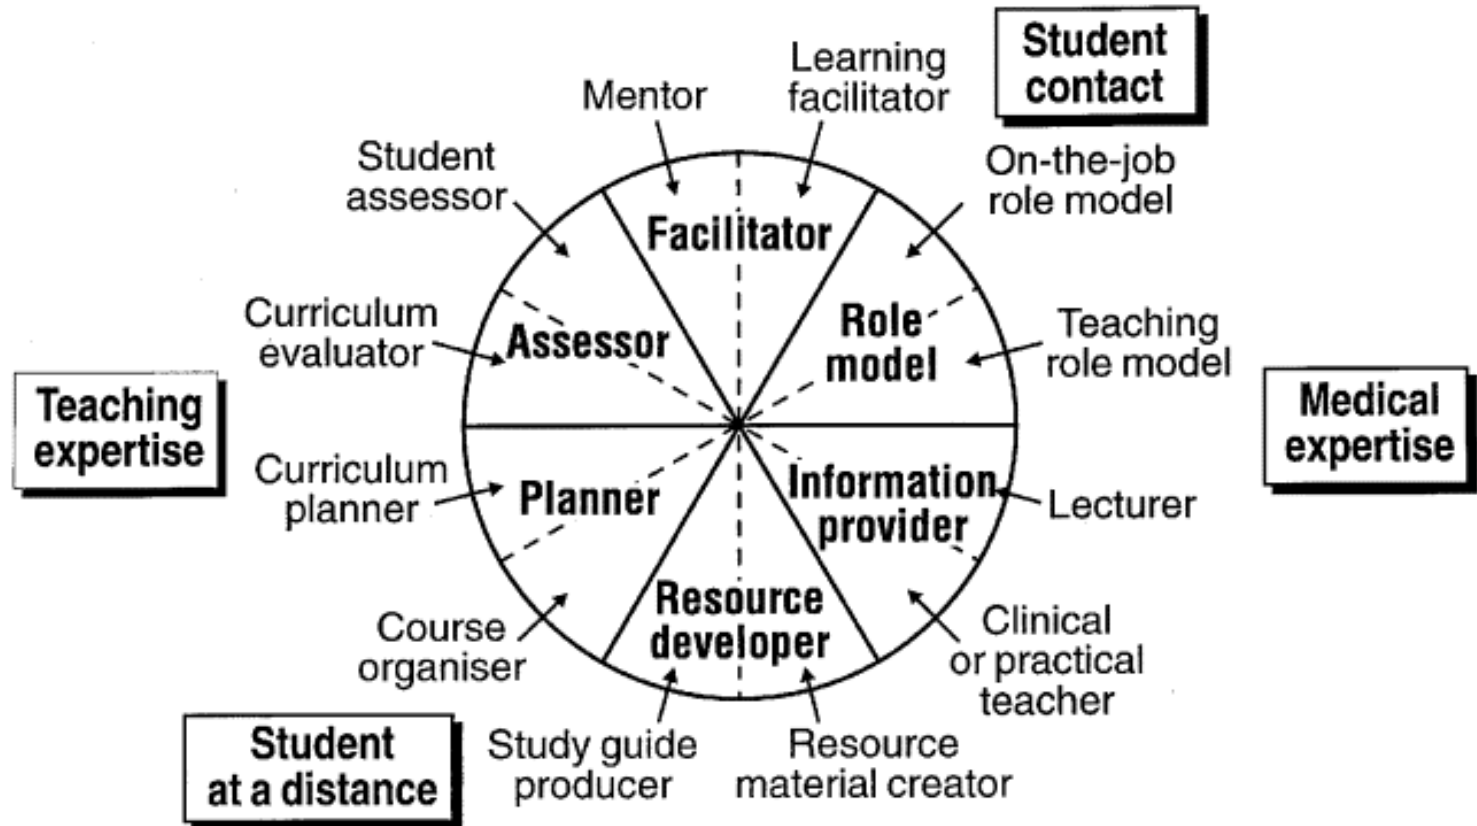 Student
contact
Learning
facilitator
Mentor
Student
assessor
On-the-job
role model
Facilitator
Curriculum
evaluator
Assessor
Role
model
Teaching
role model
Teaching
expertise
Medical
expertise
Curriculum
planner
Planner
Information
provider
Lecturer
Course
organiser
Resource
developer
Clinical
or practical
teacher
Student
at a distance
Study guide
producer
Resource
material creator